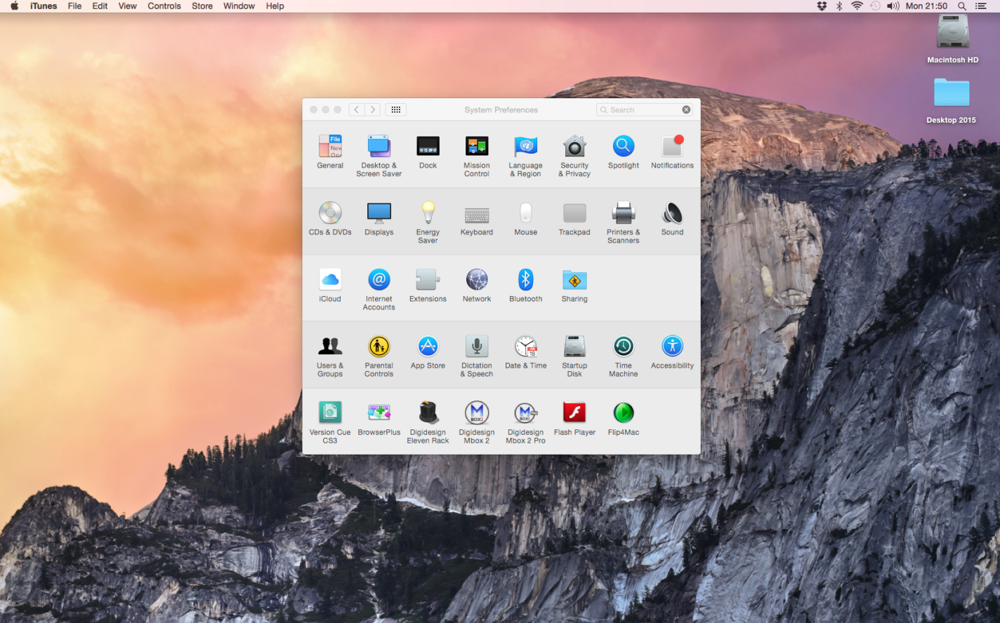 iTunes File Edit View Controls Store Window Help Mon 21:50
Macintosh HD
Desktop 2015
System Preferences
Search
File
New
General
Desktop &
Screen Saver
Dock
Mission
Control
Language
& Region
Security
& Privacy
Spotlight
Notifications
CDs & DVDs
Displays
Energy
Saver
Keyboard
Mouse
Trackpad
Printers &
Scanners
Sound
iCloud
@
Internet
Accounts
Extensions
Network
Bluetooth
Sharing
Users &
Groups
Parental
Controls
App Store
Dictation
& Speech
18
Date & Time
Startup
Disk
Time
Machine
Accessibility
Version Cue
CS3
BrowserPlus
Digidesign
Eleven Rack
M
BOX2
Digidesign
Mbox 2
M
Digidesign
Mbox 2 Pro
Flash Player
Flip4Mac